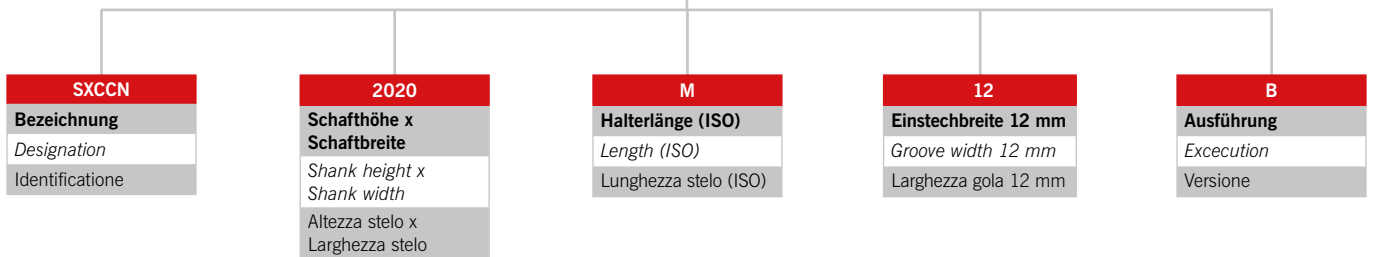 SXCCN
Bezeichnung
Designation
Identificatione
2020
Schafthöhe x
Schaftbreite
Shank height x
Shank width
Altezza stelo x
Larghezza stelo
M
Halterlänge (ISO)
Length (ISO)
Lunghezza stelo (ISO)
12
Einstechbreite 12 mm
Groove width 12 mm
Larghezza gola 12 mm
B
Ausführung
Excecution
Versione